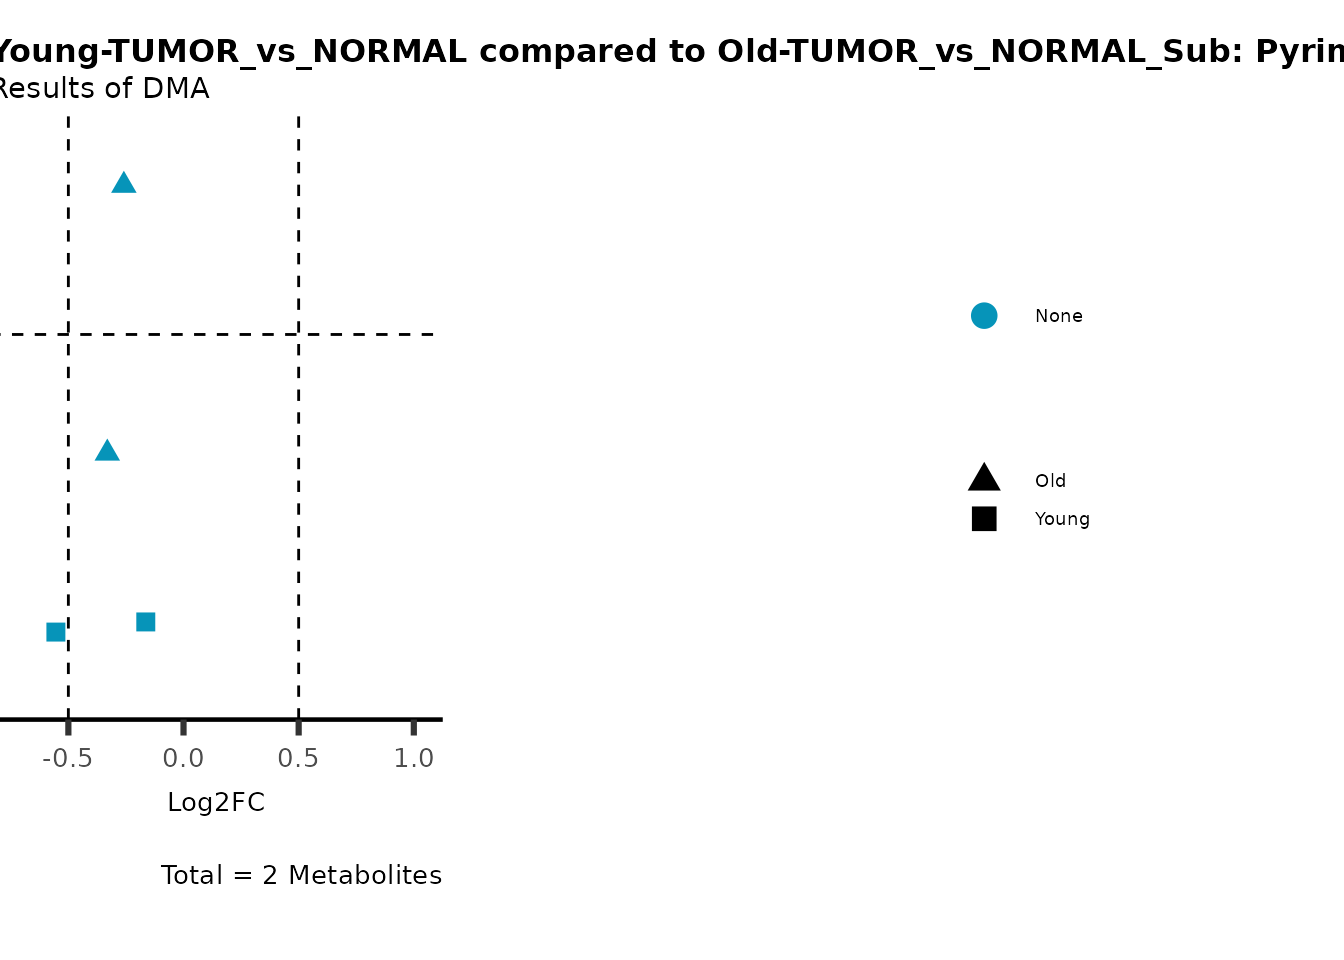 Young-TUMOR_vs_NORMAL compared to Old-TUMOR_vs_NORMAL_Sub: Pyrin
Results of DMA
None
Old
Young
-0.5 0.0 0.5 1.0
Log2FC
Total = 2 Metabolites